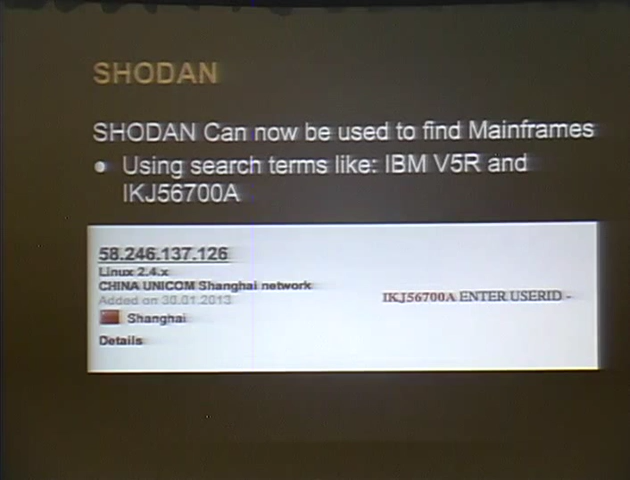 SHODAN
SHODAN Can now be used to find Mainframes
• Using search terms like: IBM V5R and
IKJ56700A
58.246.137.126
Linux 2.4.x
CHINA UNICOM Shanghai network
Added on 30.01.2013
IKJ56700A ENTER USERID -
Shanghai
Details